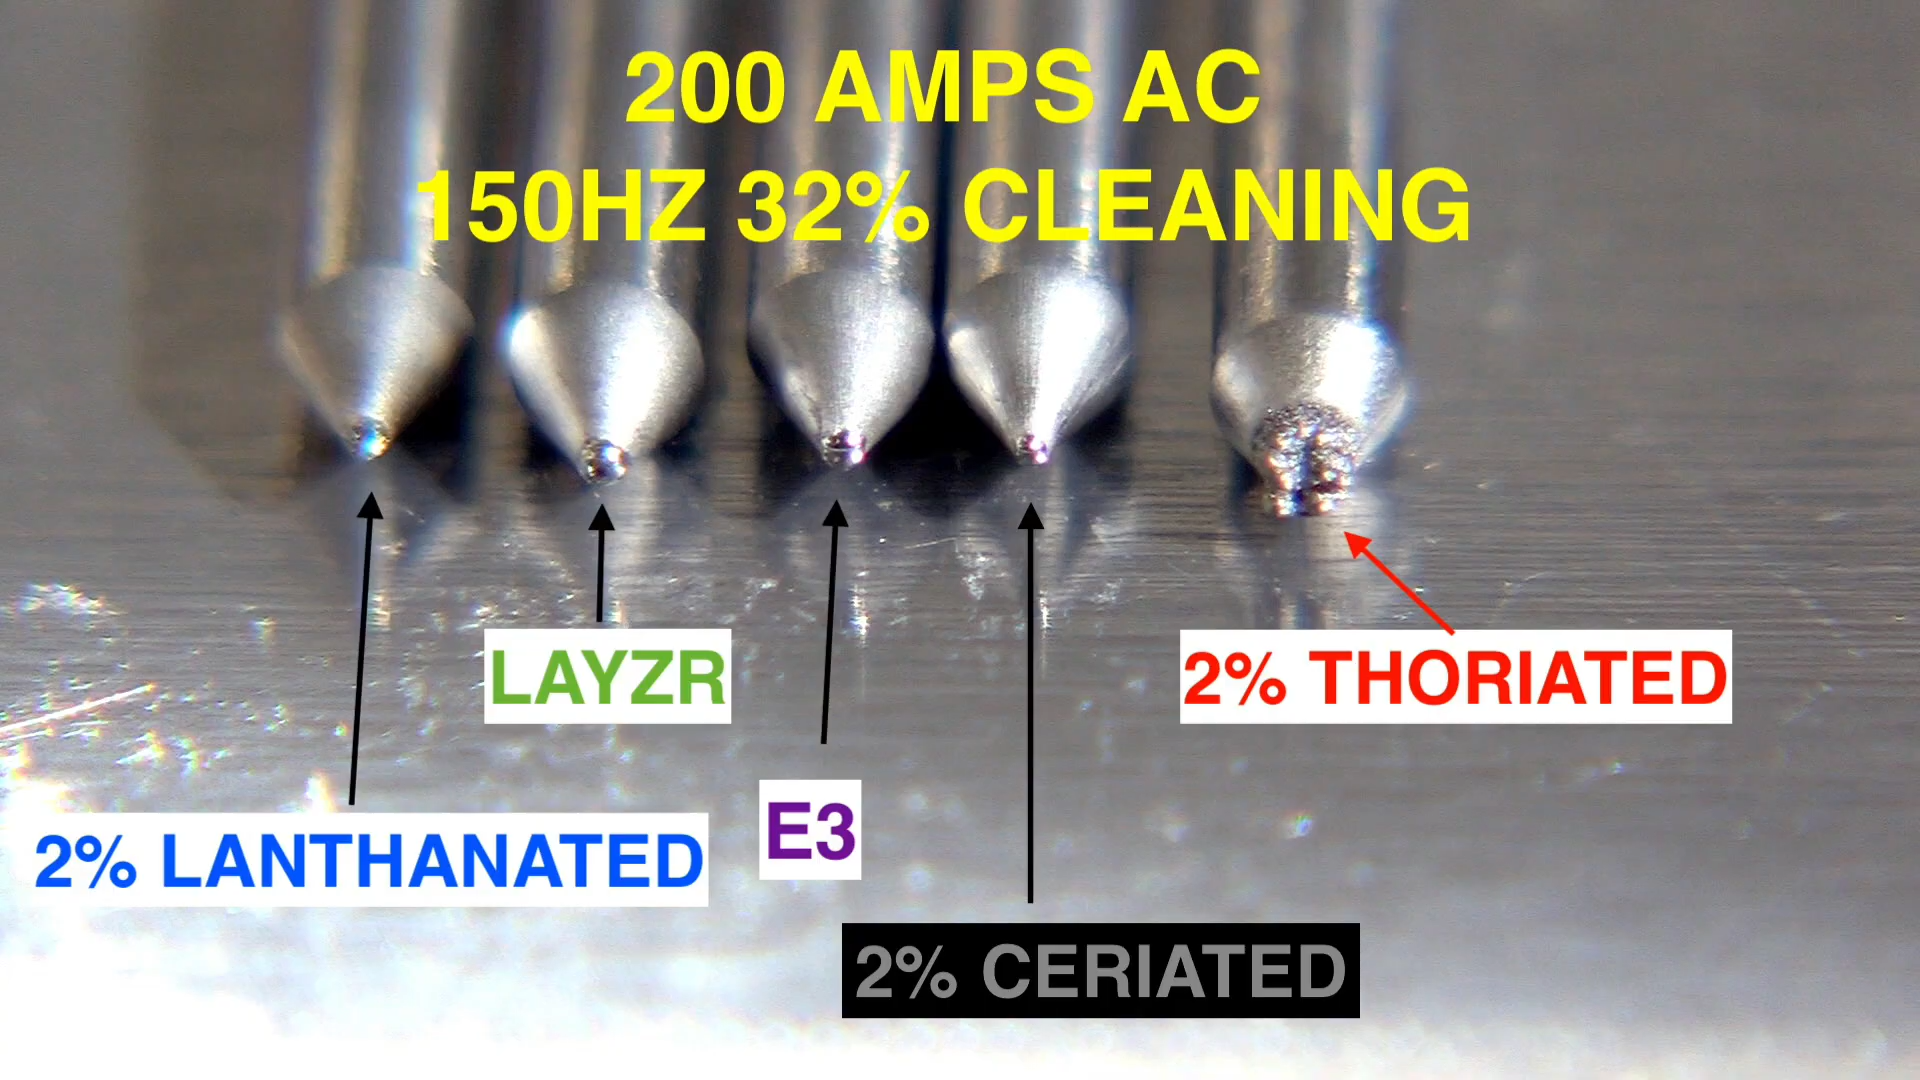 200 AMPS AC
150HZ 32% CLEANING
LAYZR
2% THORIATED
E3
2% LANTHANATED
2% CERIATED